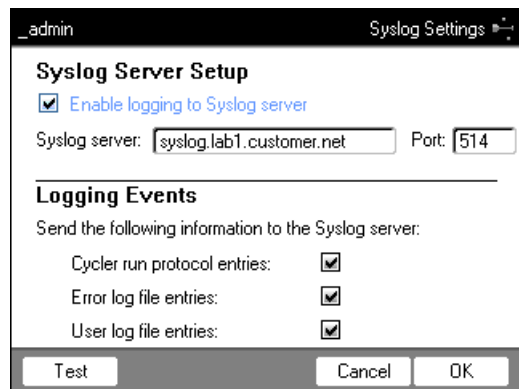 _admin Syslog Settings
Syslog Server Setup
Enable logging to Syslog server
Syslog server: syslog.lab1.customer.net Port: 514
Logging Events
Send the following information to the Syslog server:
Cycler run protocol entries:
Error log file entries:
User log file entries:
Test Cancel OK